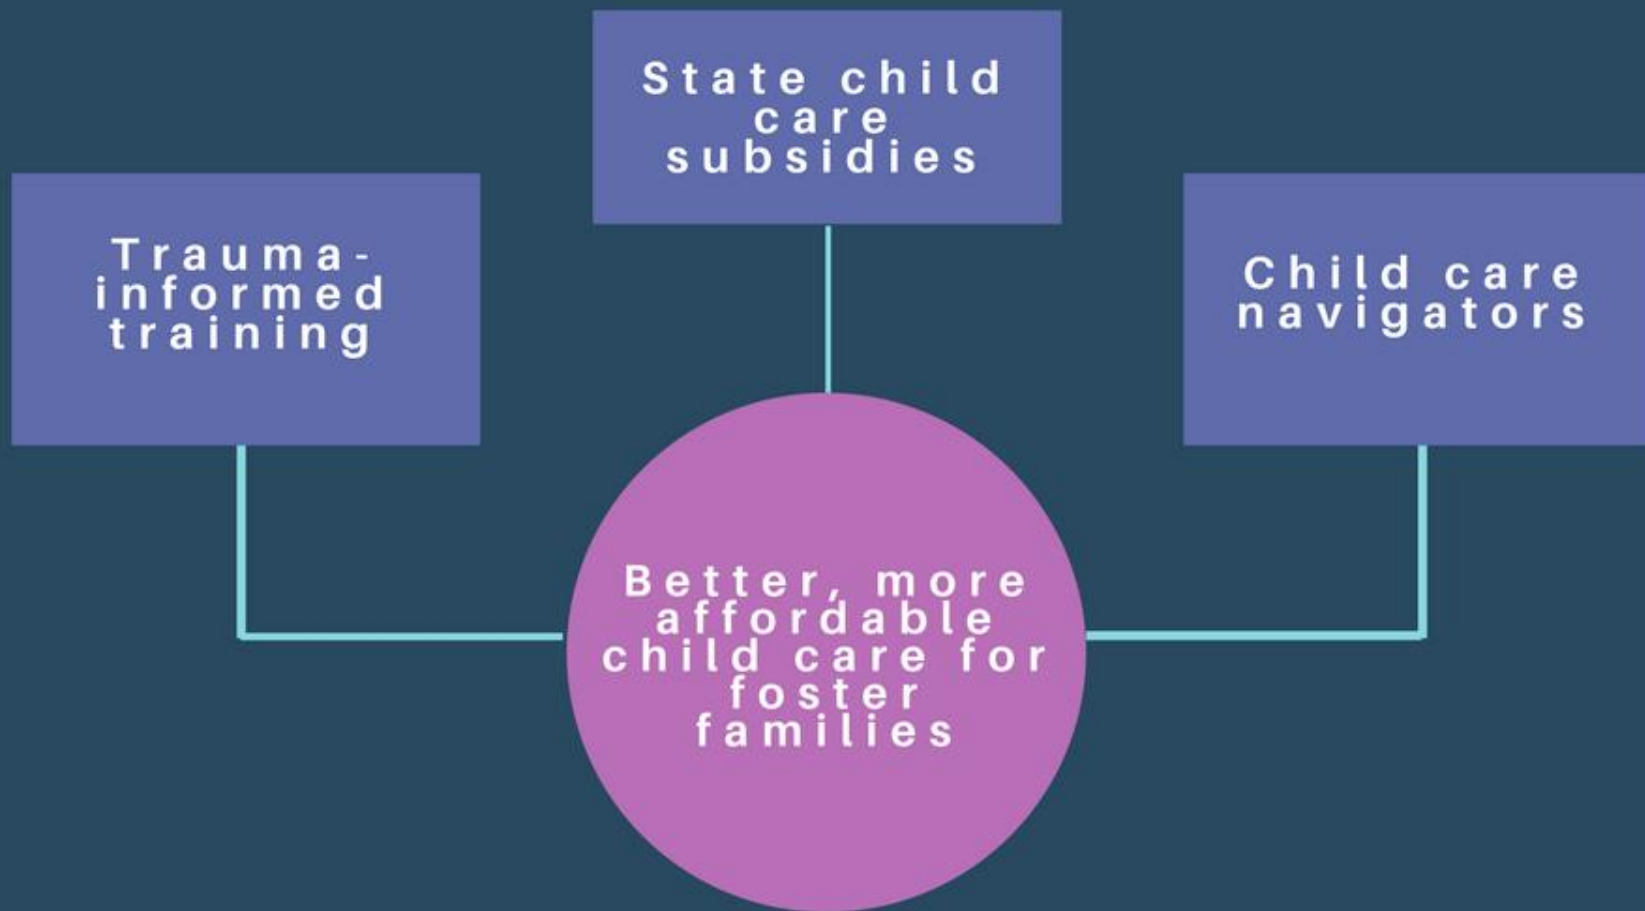 State child
care
subsidies
Trauma-
informed
training
Child care
navigators
Better, more
affordable
child care for
foster
families